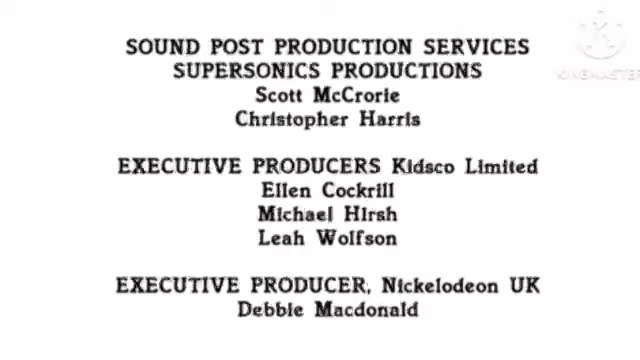 SOUND POST PRODUCTION SERVICES
SUPERSONICS PRODUCTIONS
Scott McCrorie
Christopher Harris
EXECUTIVE PRODUCERS Kidsco Limited
Ellen Cockrill
Michael Hirsh
Leah Wolfson
EXECUTIVE PRODUCER, Nickelodeon UK
Debbie Macdonald
KINEMASTER